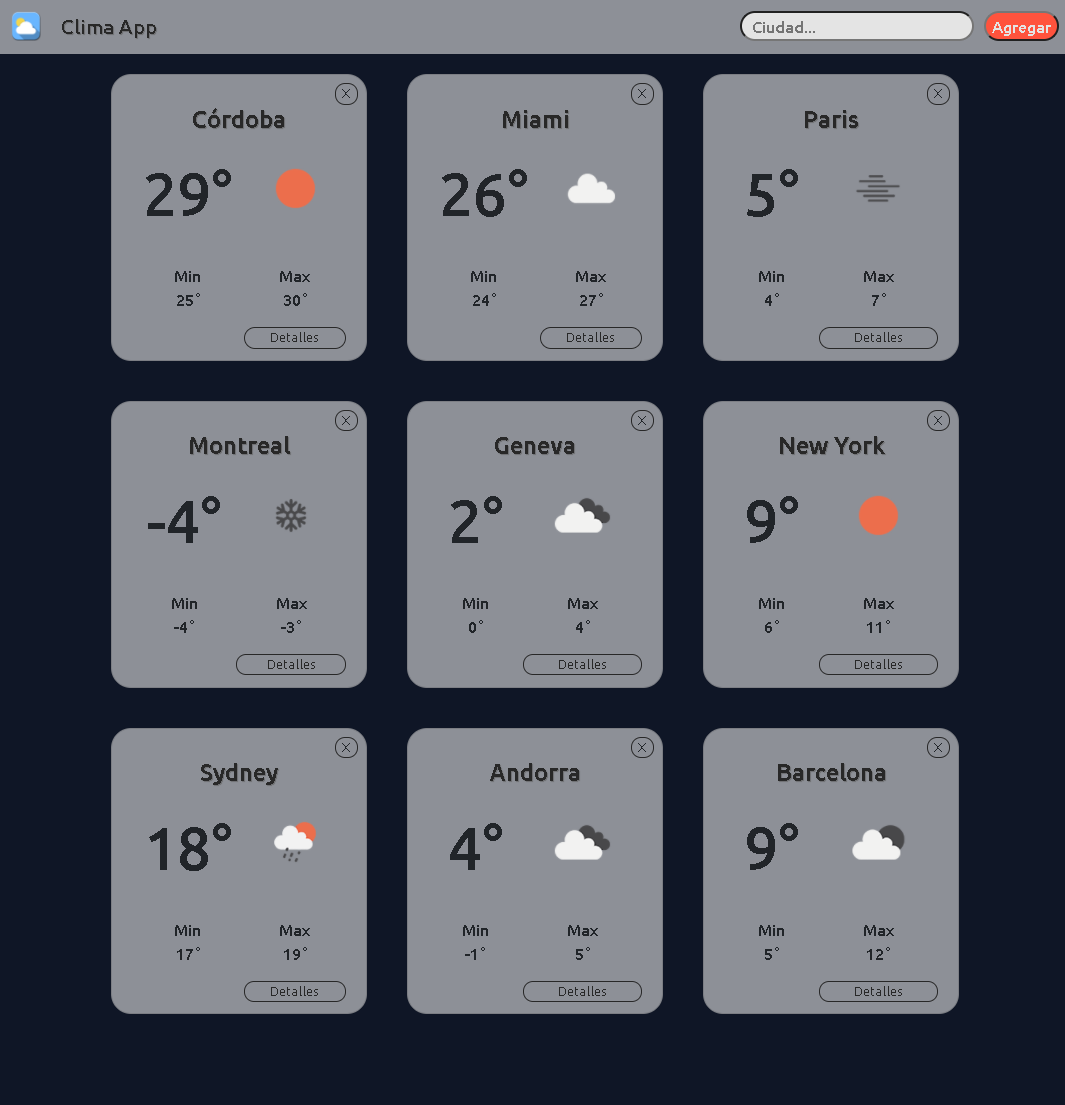 Clima App
Ciudad...
Agregar
X
Córdoba
29°
Min Max
25° 30°
Detalles
X
Miami
26°
Min Max
24° 27°
Detalles
X
Paris
5°
Min Max
4° 7°
Detalles
X
Montreal
-4°
Min Max
-4° -3°
Detalles
X
Geneva
2°
Min Max
0° 4°
Detalles
X
New York
9°
Min Max
6° 11°
Detalles
X
Sydney
18°
Min Max
17° 19°
Detalles
X
Andorra
4°
Min Max
-1° 5°
Detalles
X
Barcelona
9°
Min Max
5° 12°
Detalles